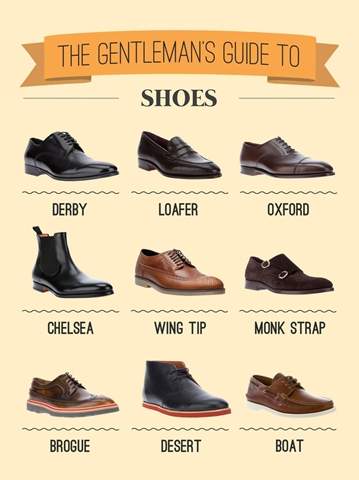 THE GENTLEMAN'S GUIDE TO
SHOES
DERBY
LOAFER
OXFORD
CHELSEA
WING TIP
MONK STRAP
BROGUE
DESERT
BOAT